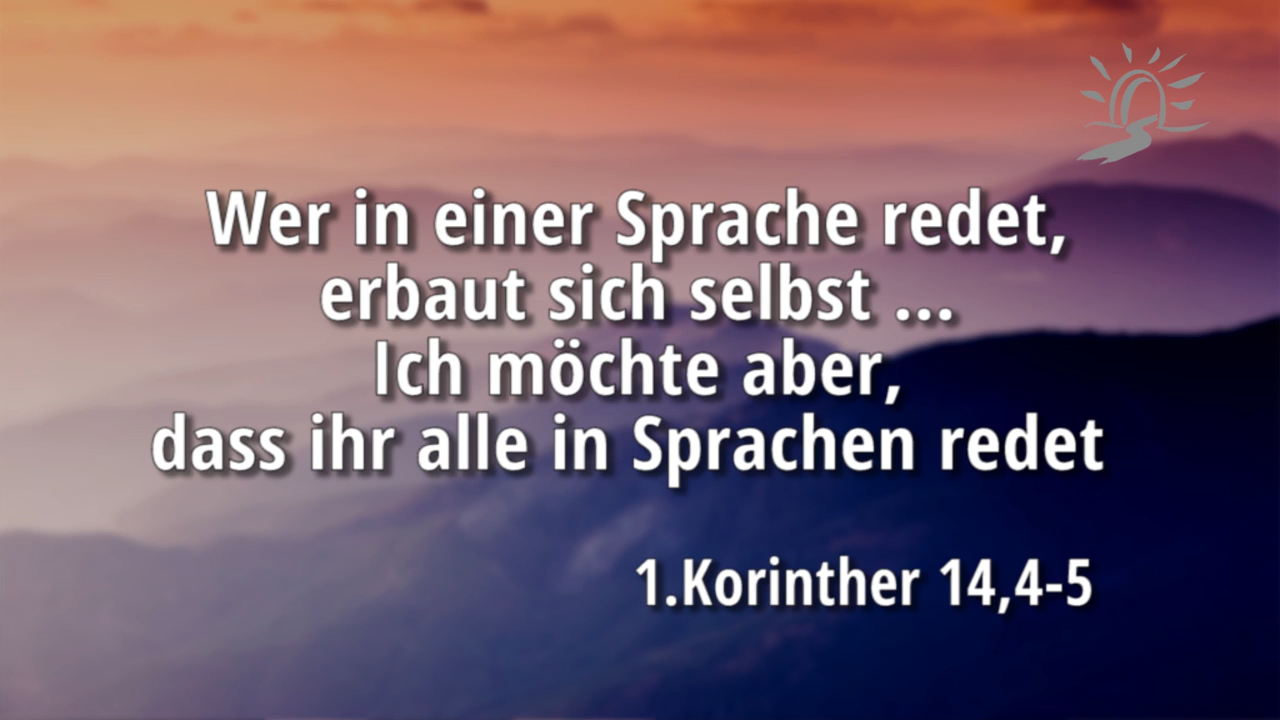 Wer in einer Sprache redet,
erbaut sich selbst ...
Ich möchte aber,
dass ihr alle in Sprachen redet
1.Korinther 14,4-5